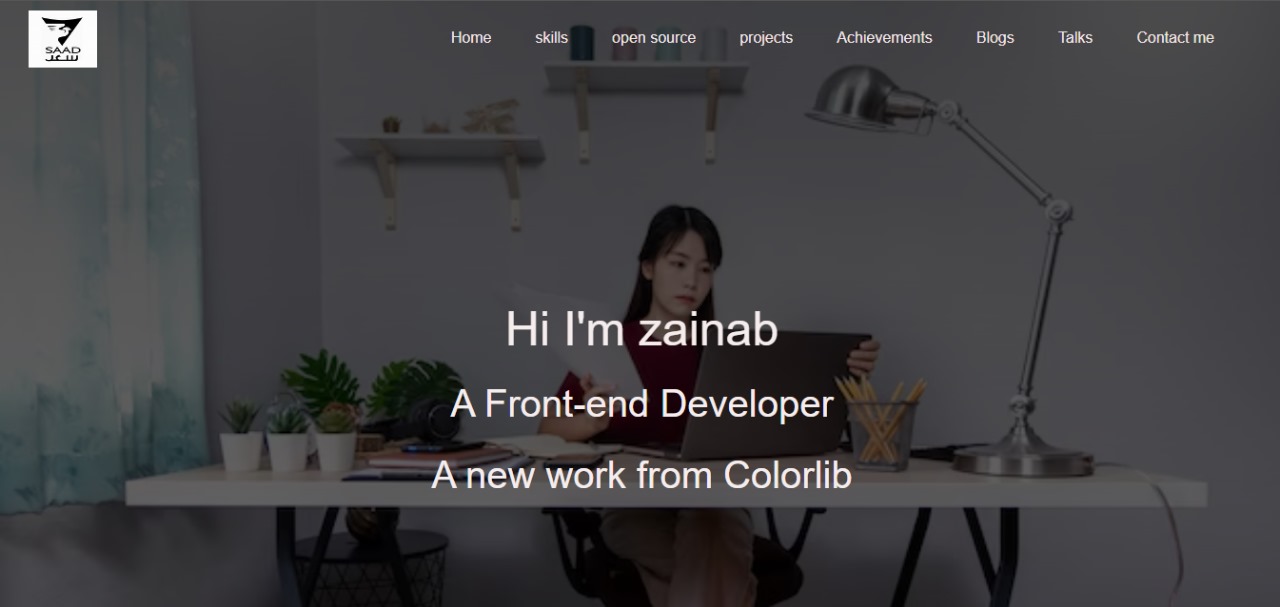 SAAD
سعد
Home skills open source projects Achievements Blogs Talks Contact me
Hi I'm zainab
A Front-end Developer
A new work from Colorlib